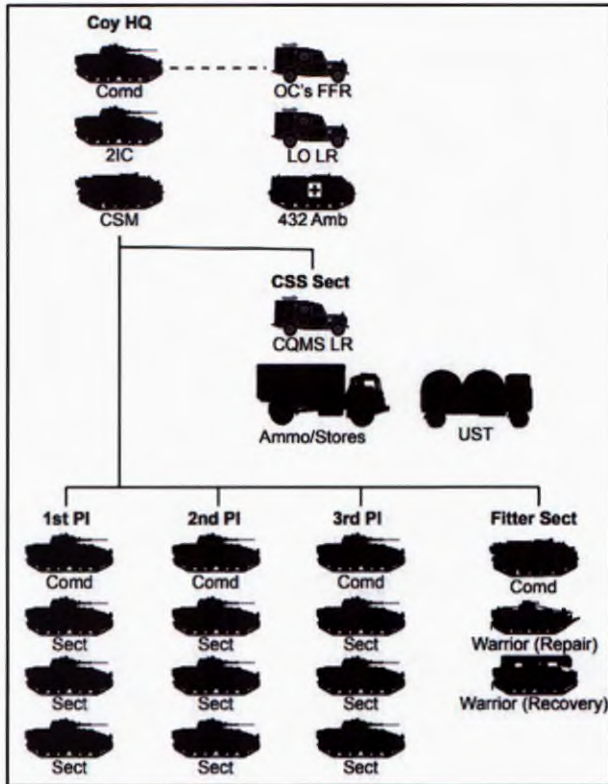 Coy HQ
Comd
OC's FFR
2IC
LO LR
CSM
432 Amb
CSS Sect
CQMS LR
Ammo/Stores
UST
1st Pl
2nd Pl
3rd Pl
Fitter Sect
Comd
Comd
Comd
Comd
Sect
Sect
Sect
Warrior (Repair)
Sect
Sect
Sect
Warrior (Recovery)
Sect
Sect
Sect